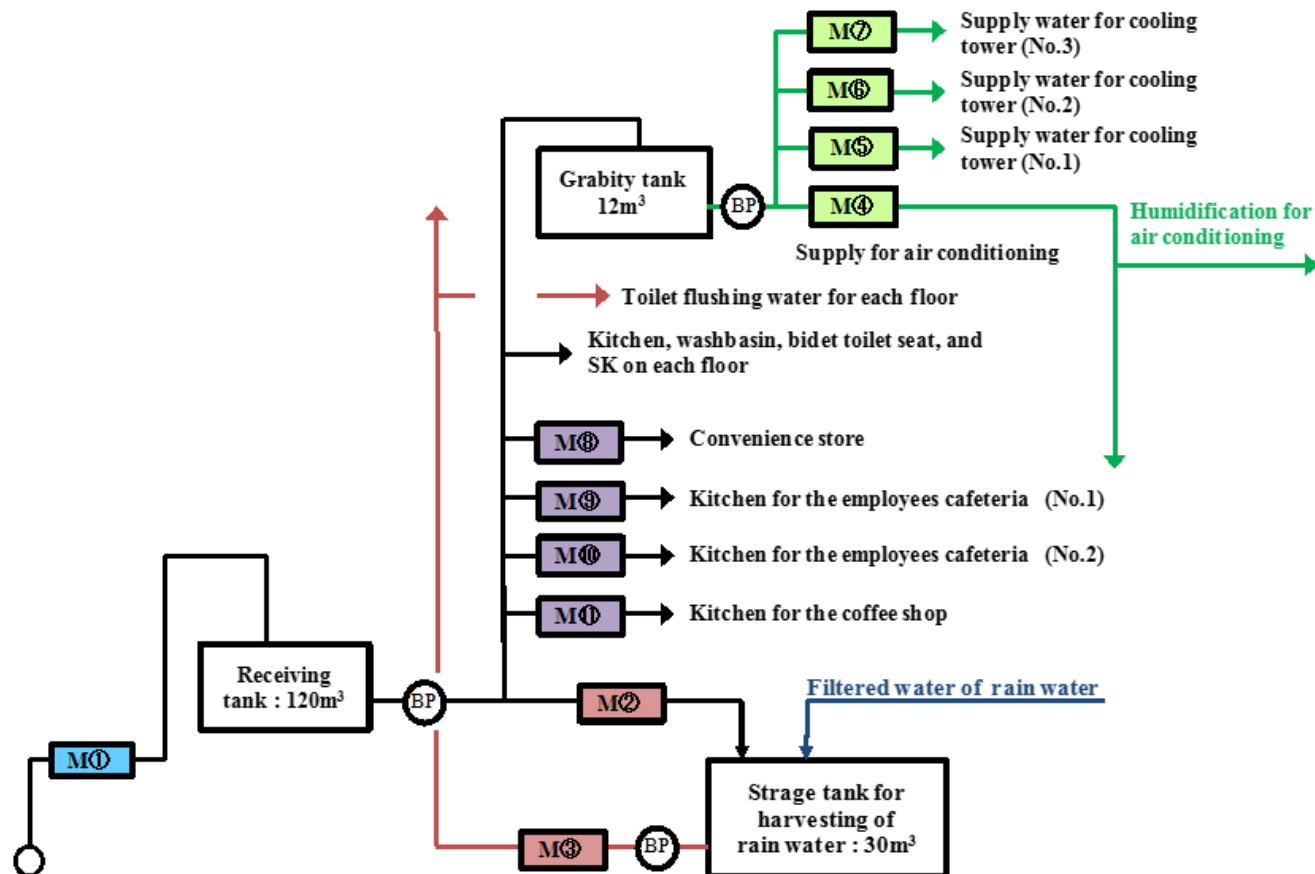 M⑦
Supply water for cooling
tower (No.3)
M⑥
Supply water for cooling
tower (No.2)
M⑤
Supply water for cooling
tower (No.1)
Grabity tank
12m³
BP
M④
Humidification for
air conditioning
Supply for air conditioning
Toilet flushing water for each floor
Kitchen, washbasin, bidet toilet seat, and
SK on each floor
M⑧
Convenience store
M⑨
Kitchen for the employees cafeteria (No.1)
M⑩
Kitchen for the employees cafeteria (No.2)
M⑪
Kitchen for the coffee shop
Receiving
tank : 120m³
BP
M②
Filtered water of rain water
M①
Strage tank for
harvesting of
rain water : 30m³
M③
BP